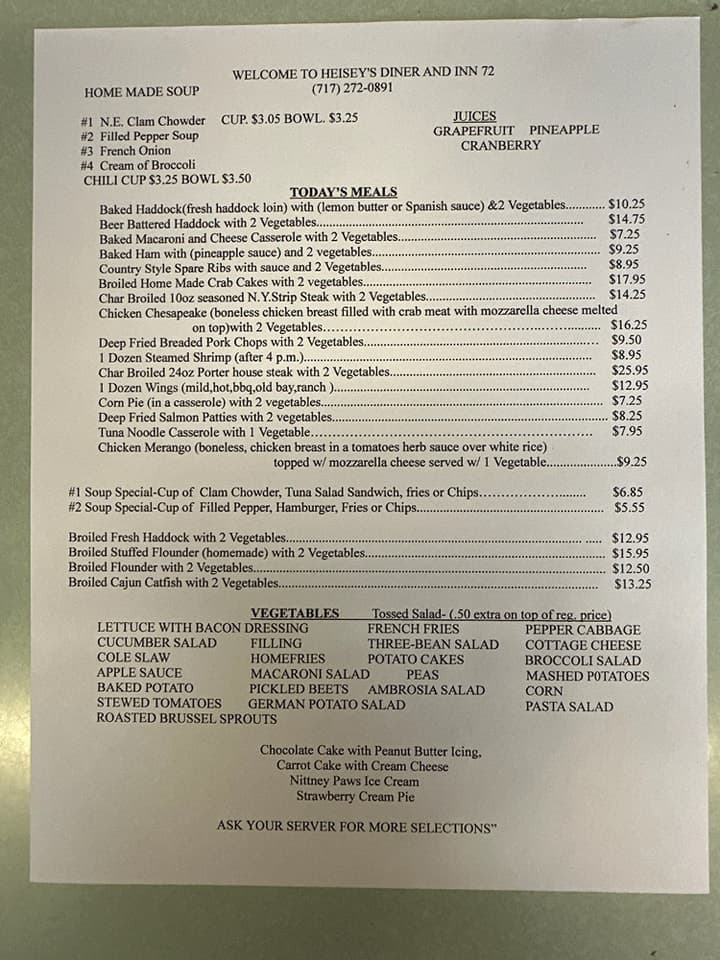 WELCOME TO HEISEY'S DINER AND INN 72
(717) 272-0891
HOME MADE SOUP
#1 N.E. Clam Chowder CUP. $3.05 BOWL. $3.25
#2 Filled Pepper Soup
#3 French Onion
#4 Cream of Broccoli
CHILI CUP $3.25 BOWL $3.50
JUICES
GRAPEFRUIT PINEAPPLE
CRANBERRY
TODAY'S MEALS
Baked Haddock(fresh haddock loin) with (lemon butter or Spanish sauce) &2 Vegetables............ $10.25
Beer Battered Haddock with 2 Vegetables.................... $14.75
Baked Macaroni and Cheese Casserole with 2 Vegetables.................... $7.25
Baked Ham with (pineapple sauce) and 2 vegetables.................... $9.25
Country Style Spare Ribs with sauce and 2 Vegetables.................... $8.95
Broiled Home Made Crab Cakes with 2 vegetables.................... $17.95
Char Broiled 10oz seasoned N.Y.Strip Steak with 2 Vegetables.................... $14.25
Chicken Chesapeake (boneless chicken breast filled with crab meat with mozzarella cheese melted
on top)with 2 Vegetables.................... $16.25
Deep Fried Breaded Pork Chops with 2 Vegetables.................... $9.50
1 Dozen Steamed Shrimp (after 4 p.m.).................... $8.95
Char Broiled 24oz Porter house steak with 2 Vegetables.................... $25.95
1 Dozen Wings (mild,hot,bbq,old bay,ranch ).................... $12.95
Corn Pie (in a casserole) with 2 vegetables.................... $7.25
Deep Fried Salmon Patties with 2 vegetables.................... $8.25
Tuna Noodle Casserole with 1 Vegetable.................... $7.95
Chicken Merango (boneless, chicken breast in a tomatoes herb sauce over white rice)
topped w/ mozzarella cheese served w/ 1 Vegetable.....................$9.25
#1 Soup Special-Cup of Clam Chowder, Tuna Salad Sandwich, fries or Chips.................... $6.85
#2 Soup Special-Cup of Filled Pepper, Hamburger, Fries or Chips.................... $5.55
Broiled Fresh Haddock with 2 Vegetables.................... $12.95
Broiled Stuffed Flounder (homemade) with 2 Vegetables.................... $15.95
Broiled Flounder with 2 Vegetables.................... $12.50
Broiled Cajun Catfish with 2 Vegetables.................... $13.25
VEGETABLES Tossed Salad- (.50 extra on top of reg. price)
LETTUCE WITH BACON DRESSING FRENCH FRIES PEPPER CABBAGE
CUCUMBER SALAD FILLING THREE-BEAN SALAD COTTAGE CHEESE
COLE SLAW HOMEFRIES POTATO CAKES BROCCOLI SALAD
APPLE SAUCE MACARONI SALAD PEAS MASHED P0TATOES
BAKED POTATO PICKLED BEETS AMBROSIA SALAD CORN
STEWED TOMATOES GERMAN POTATO SALAD PASTA SALAD
ROASTED BRUSSEL SPROUTS
Chocolate Cake with Peanut Butter Icing,
Carrot Cake with Cream Cheese
Nittney Paws Ice Cream
Strawberry Cream Pie
ASK YOUR SERVER FOR MORE SELECTIONS"